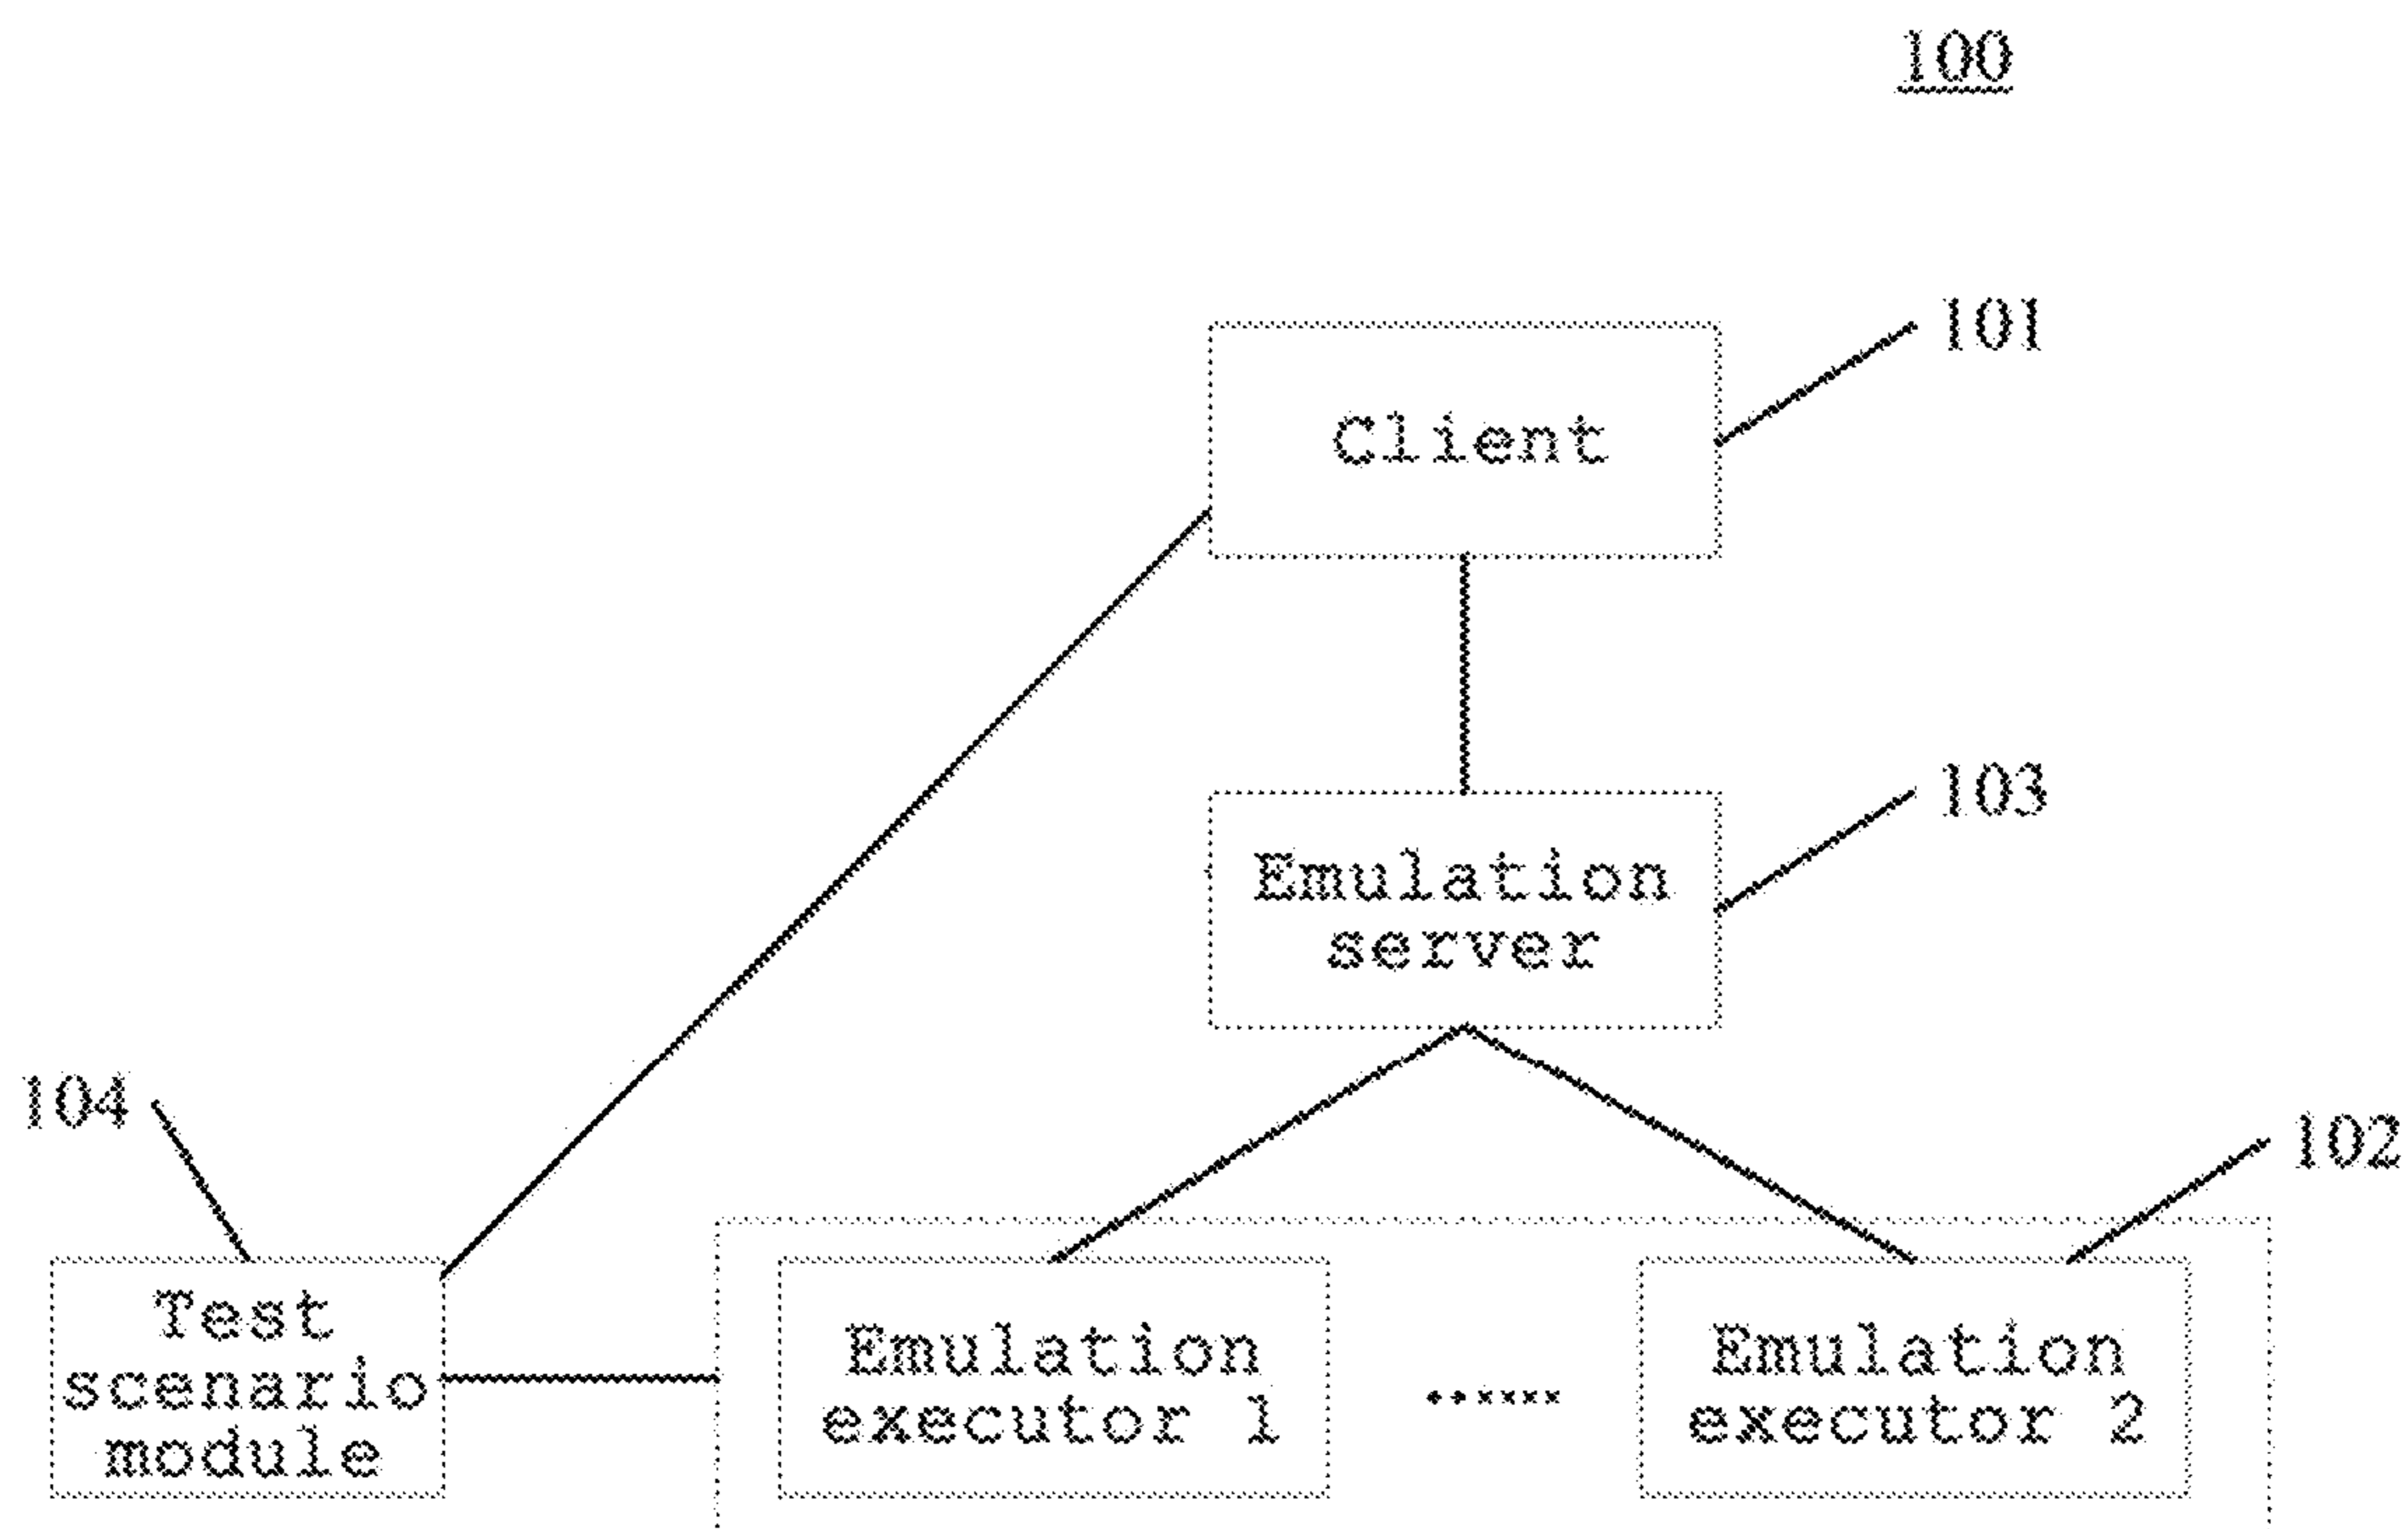 100
101
Client
103
Emulation
server
104
102
Test
scenario
module
Emulation
executor 1
......
Emulation
executor 2